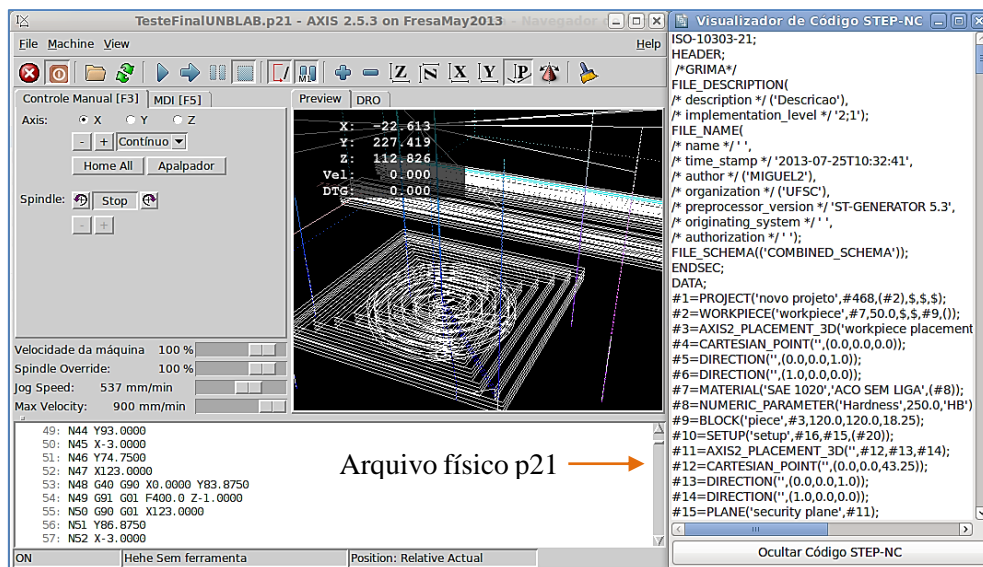 TesteFinalUNBLAB.p21 - AXIS 2.5.3 on FresaMay2013
File Machine View
Help
Controle Manual [F3]
MDI [F5]
Axis:
X
Y
Z
-
+
Contínuo
Home All
Apalpador
Spindle:
Stop
-
+
Velocidade da máquina 100 %
Spindle Override: 100 %
Jog Speed: 537 mm/min
Max Velocity: 900 mm/min
Preview
DRO
X: -22.613
Y: 227.419
Z: 112.826
Vel: 0.000
DTG: 0.000
49: N44 Y93.0000
50: N45 X-3.0000
51: N46 Y74.7500
52: N47 X123.0000
53: N48 G40 G90 X0.0000 Y83.8750
54: N49 G91 G01 F400.0 Z-1.0000
55: N50 G90 G01 X123.0000
56: N51 Y86.8750
57: N52 X-3.0000
Arquivo físico p21
ON
Hehe Sem ferramenta
Position: Relative Actual
Visualizador de Código STEP-NC
ISO-10303-21;
HEADER;
/*GRIMA*/
FILE_DESCRIPTION(
/* description */ ('Descricao'),
/* implementation_level */ '2;1');
FILE_NAME(
/* name */ ' ',
/* time_stamp */ '2013-07-25T10:32:41',
/* author */ ('MIGUEL2'),
/* organization */ ('UFSC'),
/* preprocessor_version */ 'ST-GENERATOR 5.3',
/* originating_system */ ' ',
/* authorization */ ' ');
FILE_SCHEMA(('COMBINED_SCHEMA'));
ENDSEC;
DATA;
#1=PROJECT('novo projeto',#468,(#2),$,$,$);
#2=WORKPIECE('workpiece',#7,50.0,$,$,#9,());
#3=AXIS2_PLACEMENT_3D('workpiece placement
#4=CARTESIAN_POINT('',(0.0,0.0,0.0));
#5=DIRECTION('',(0.0,0.0,1.0));
#6=DIRECTION('',(1.0,0.0,0.0));
#7=MATERIAL('SAE 1020','ACO SEM LIGA',(#8));
#8=NUMERIC_PARAMETER('Hardness',250.0,'HB')
#9=BLOCK('piece',#3,120.0,120.0,18.25);
#10=SETUP('setup',#16,#15,(#20));
#11=AXIS2_PLACEMENT_3D('',#12,#13,#14);
#12=CARTESIAN_POINT('',(0.0,0.0,43.25));
#13=DIRECTION('',(0.0,0.0,1.0));
#14=DIRECTION('',(1.0,0.0,0.0));
#15=PLANE('security plane',#11);
Ocultar Código STEP-NC